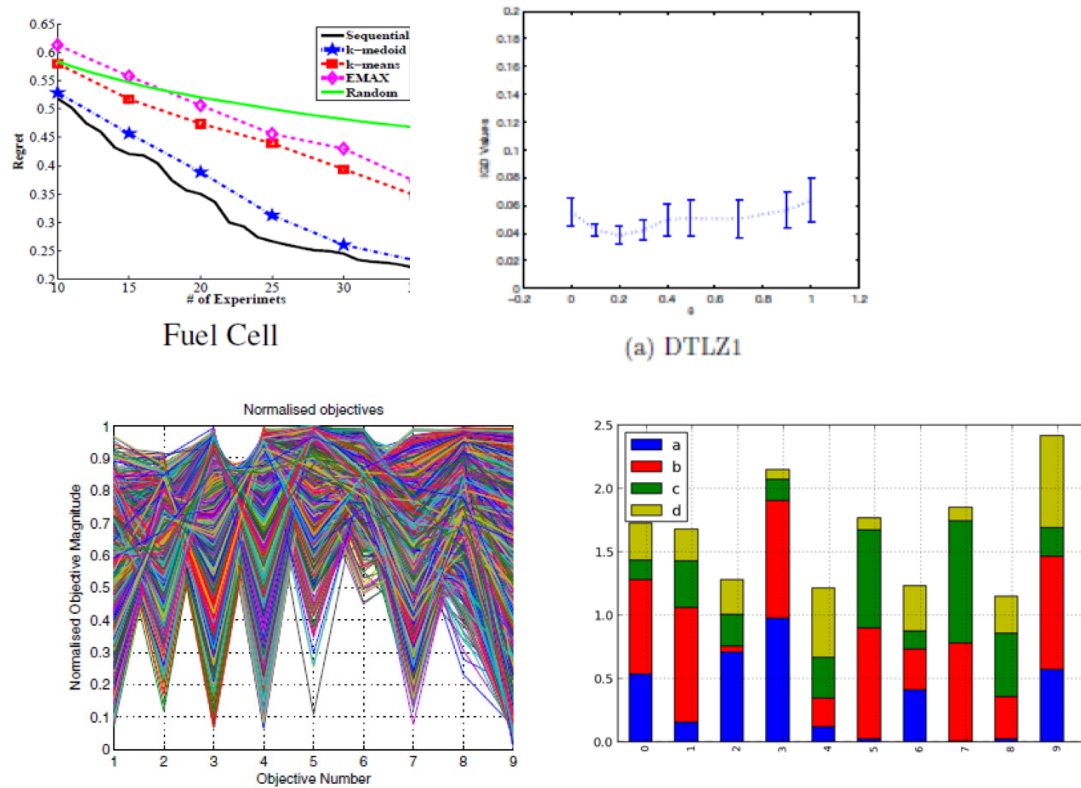 0.65
0.6
0.55
0.5
0.45
0.4
0.35
0.3
0.25
0.2
Regret
10 15 20 25 30
# of Experimets
Sequential
k-medoid
k-means
EMAX
Random
Fuel Cell
0.2
0.18
0.16
0.14
0.12
0.1
0.08
0.06
0.04
0.02
0
IGD Values
-0.2 0 0.2 0.4 0.6 0.8 1 1.2
(a) DTLZ1
Normalised objectives
1
0.9
0.8
0.7
0.6
0.5
0.4
0.3
0.2
0.1
0
Normalised Objective Magnitude
1 2 3 4 5 6 7 8 9
Objective Number
2.5
2.0
1.5
1.0
0.5
0.0
a
b
c
d
0 1 2 3 4 5 6 7 8 9